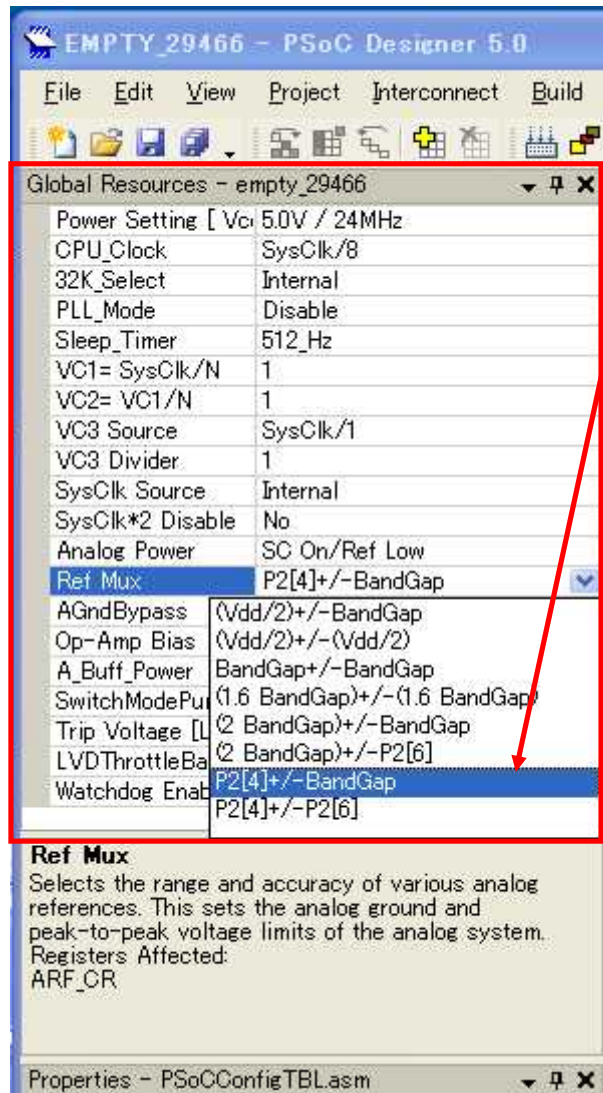 EMPTY_29466 - PSoC Designer 5.0
File Edit View Project Interconnect Build
Global Resources - empty_29466
Power Setting [ Vc 5.0V / 24MHz
CPU_Clock SysClk/8
32K_Select Internal
PLL_Mode Disable
Sleep_Timer 512_Hz
VC1= SysClk/N 1
VC2= VC1/N 1
VC3 Source SysClk/1
VC3 Divider 1
SysClk Source Internal
SysClk*2 Disable No
Analog Power SC On/Ref Low
Ref Mux P2[4]+/-BandGap
AGndBypass (Vdd/2)+/-BandGap
Op-Amp Bias (Vdd/2)+/-(Vdd/2)
A_Buff_Power BandGap+/-BandGap
SwitchModePu (1.6 BandGap)+/-(1.6 BandGap)
Trip Voltage [L (2 BandGap)+/-BandGap
LVDThrottleBa (2 BandGap)+/-P2[6]
Watchdog Enab P2[4]+/-BandGap
P2[4]+/-P2[6]
Ref Mux
Selects the range and accuracy of various analog
references. This sets the analog ground and
peak-to-peak voltage limits of the analog system.
Registers Affected:
ARF_CR
Properties - PSoCConfigTBL.asm